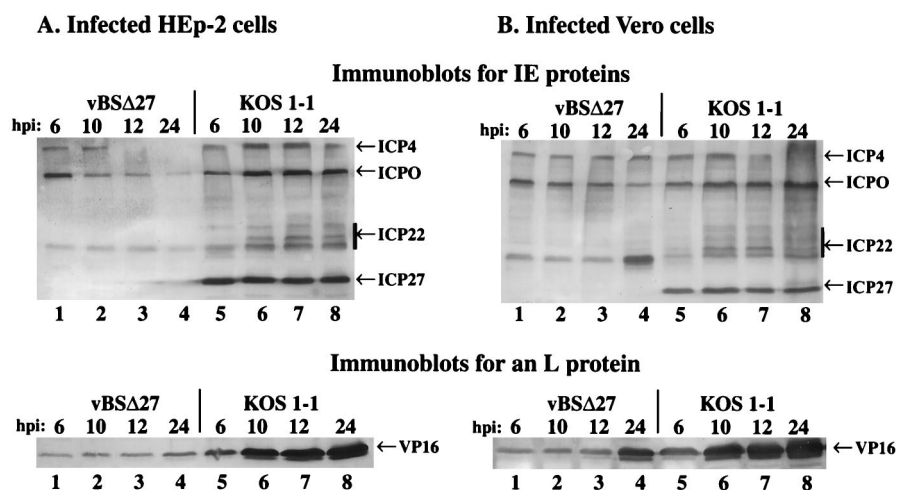 A. Infected HEp-2 cells
B. Infected Vero cells
Immunoblots for IE proteins
vBSΔ27 KOS 1-1
hpi: 6 10 12 24 6 10 12 24
←ICP4
←ICPO
←ICP22
←ICP27
1 2 3 4 5 6 7 8
vBSΔ27 KOS 1-1
hpi: 6 10 12 24 6 10 12 24
←ICP4
←ICPO
←ICP22
←ICP27
1 2 3 4 5 6 7 8
Immunoblots for an L protein
vBSΔ27 KOS 1-1
hpi: 6 10 12 24 6 10 12 24
←VP16
1 2 3 4 5 6 7 8
vBSΔ27 KOS 1-1
hpi: 6 10 12 24 6 10 12 24
←VP16
1 2 3 4 5 6 7 8